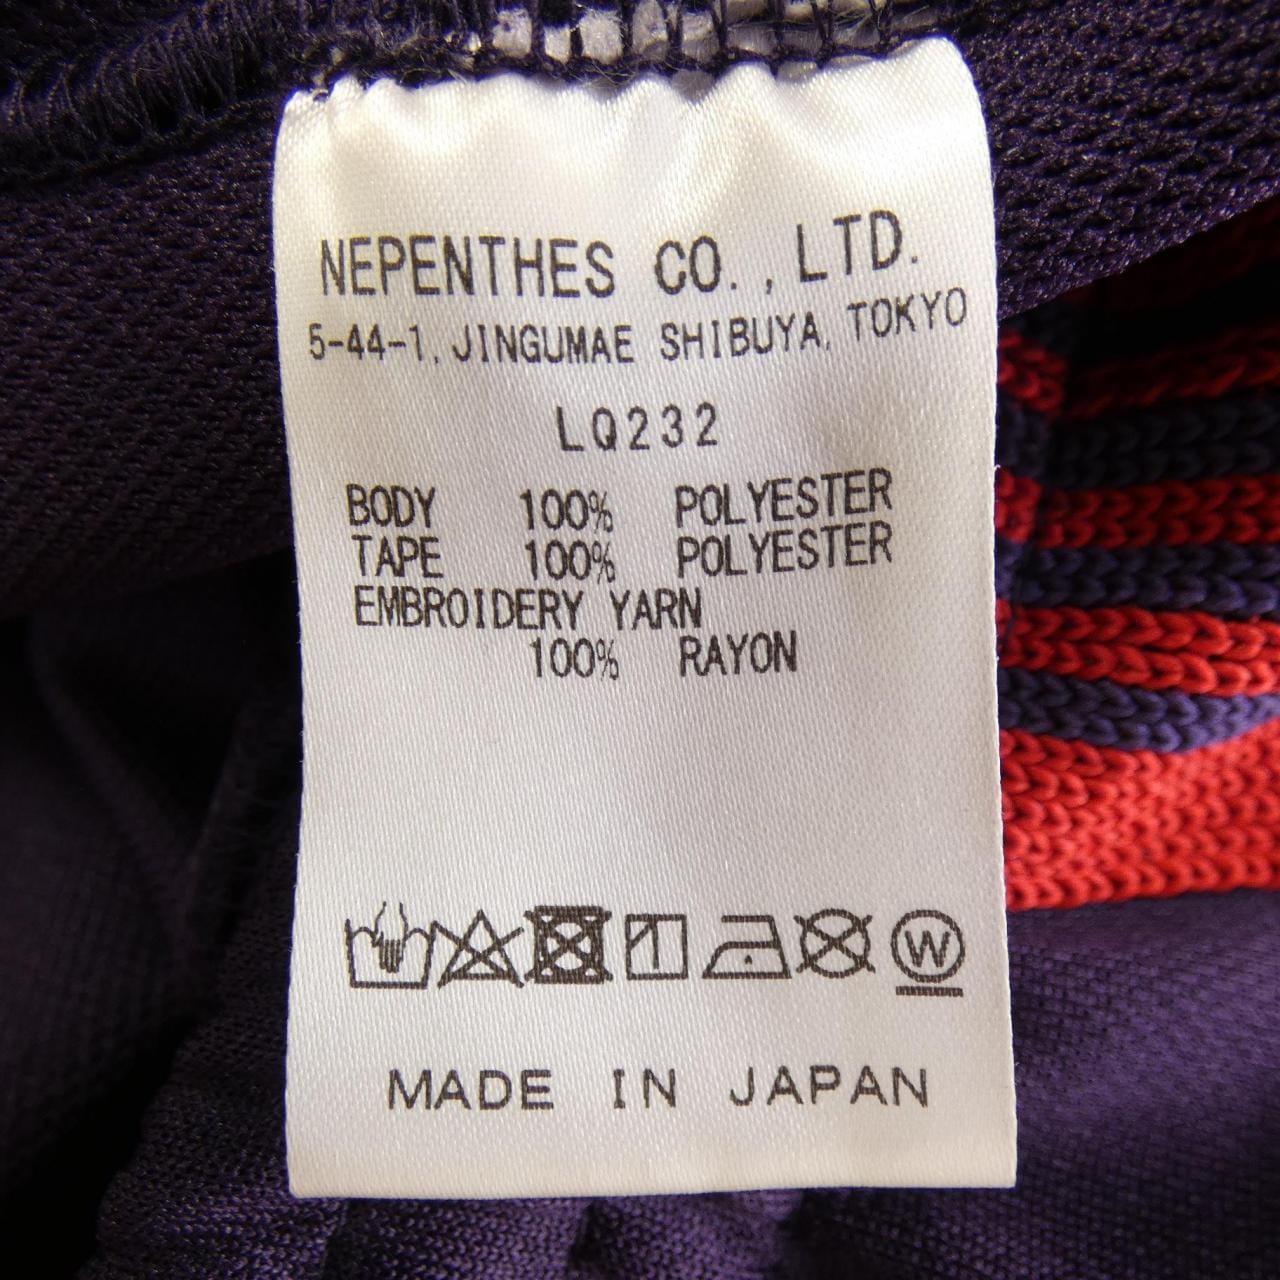 NEPENTHES CO., LTD.
5-44-1, JINGUMAE SHIBUYA, TOKYO
LQ232
BODY 100% POLYESTER
TAPE 100% POLYESTER
EMBROIDERY YARN
100% RAYON
W
MADE IN JAPAN